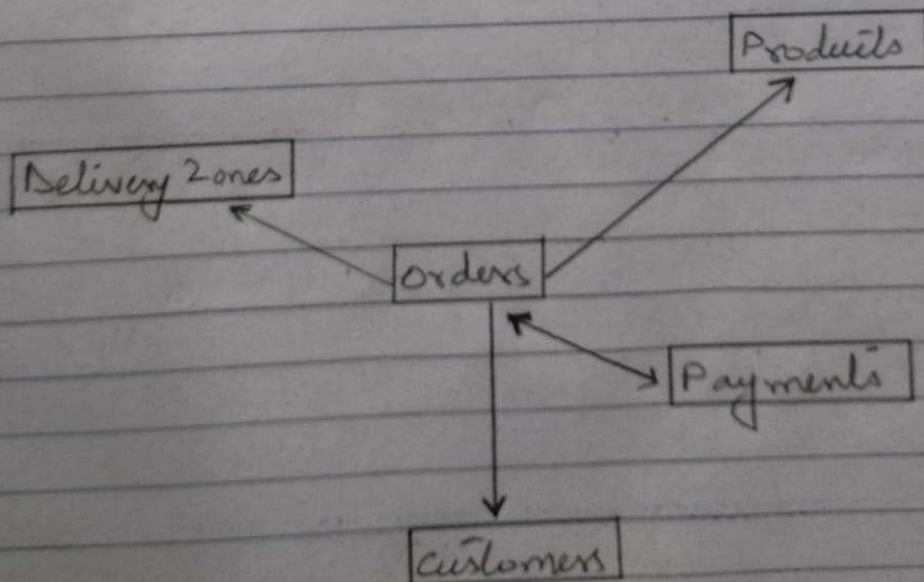 Products
Delivery Zones
Orders
Payments
Customers